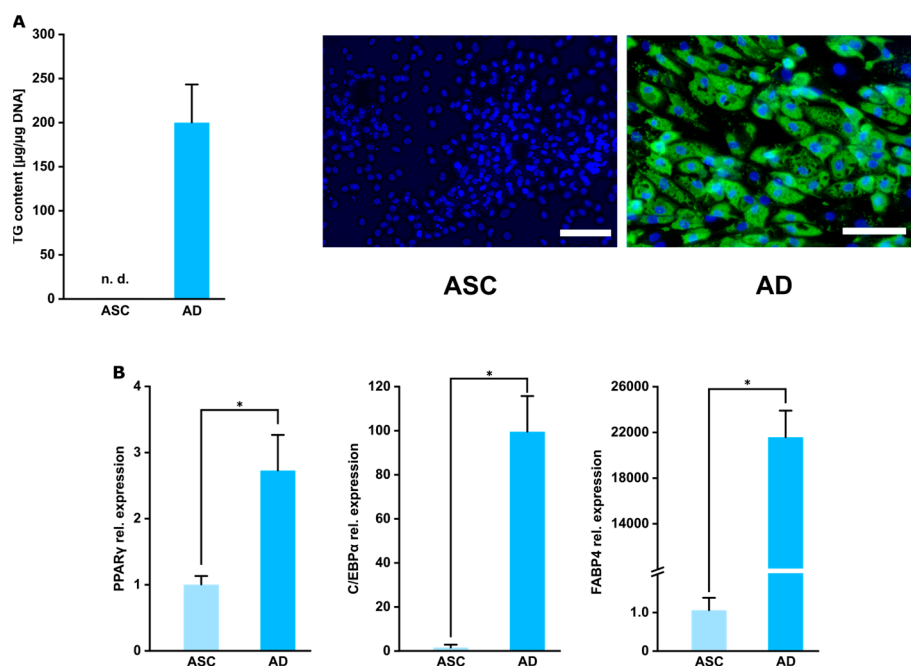 A
TG content [µg/µg DNA]
300
250
200
150
100
50
0
n. d.
ASC
AD
ASC
AD
B
PPARγ rel. expression
4
3
2
1
0
*
ASC
AD
C/EBPα rel. expression
120
100
80
60
40
20
0
*
ASC
AD
FABP4 rel. expression
26000
22000
18000
14000
1.0
0
*
ASC
AD